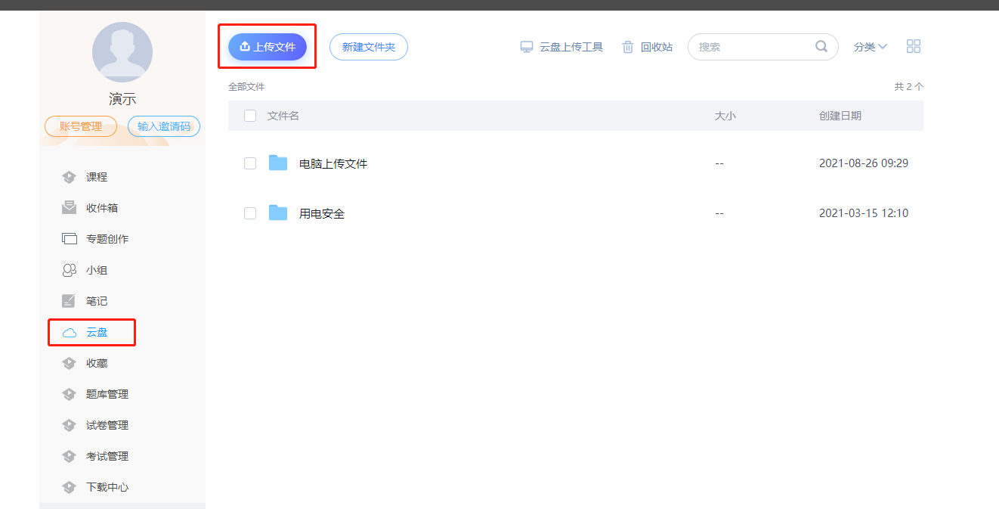 演示
账号管理 输入邀请码
课程
收件箱
专题创作
小组
笔记
云盘
收藏
题库管理
试卷管理
考试管理
下载中心
上传文件 新建文件夹 云盘上传工具 回收站 搜索 分类
全部文件 共 2 个
文件名 大小 创建日期
电脑上传文件 -- 2021-08-26 09:29
用电安全 -- 2021-03-15 12:10